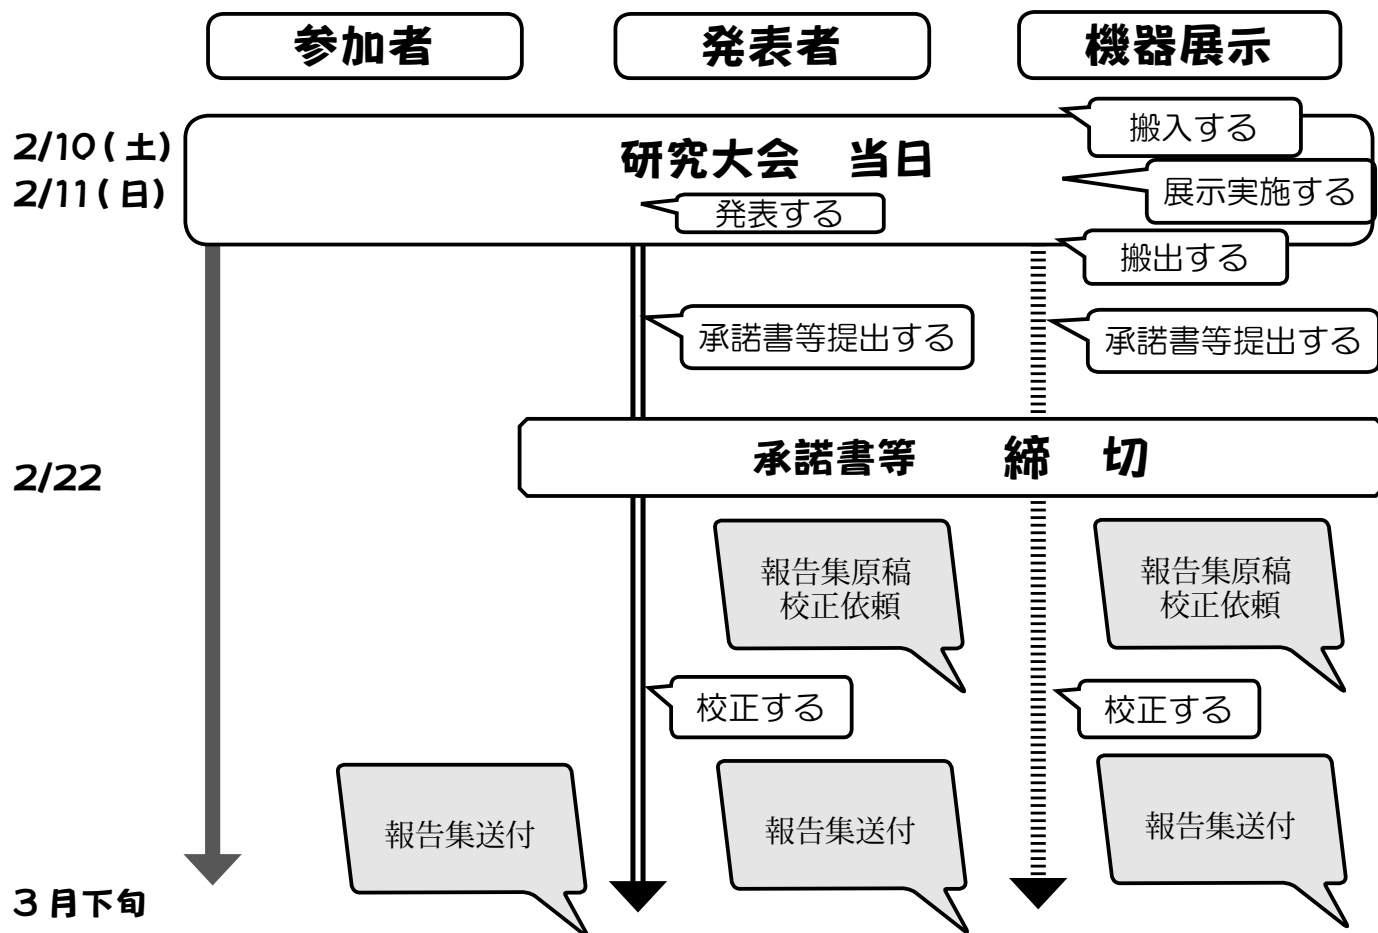 参加者
発表者
機器展示
2/10(土)
2/11(日)
研究大会　当日
搬入する
展示実施する
発表する
搬出する
承諾書等提出する
承諾書等提出する
2/22
承諾書等　締　切
報告集原稿
校正依頼
報告集原稿
校正依頼
校正する
校正する
報告集送付
報告集送付
報告集送付
3月下旬